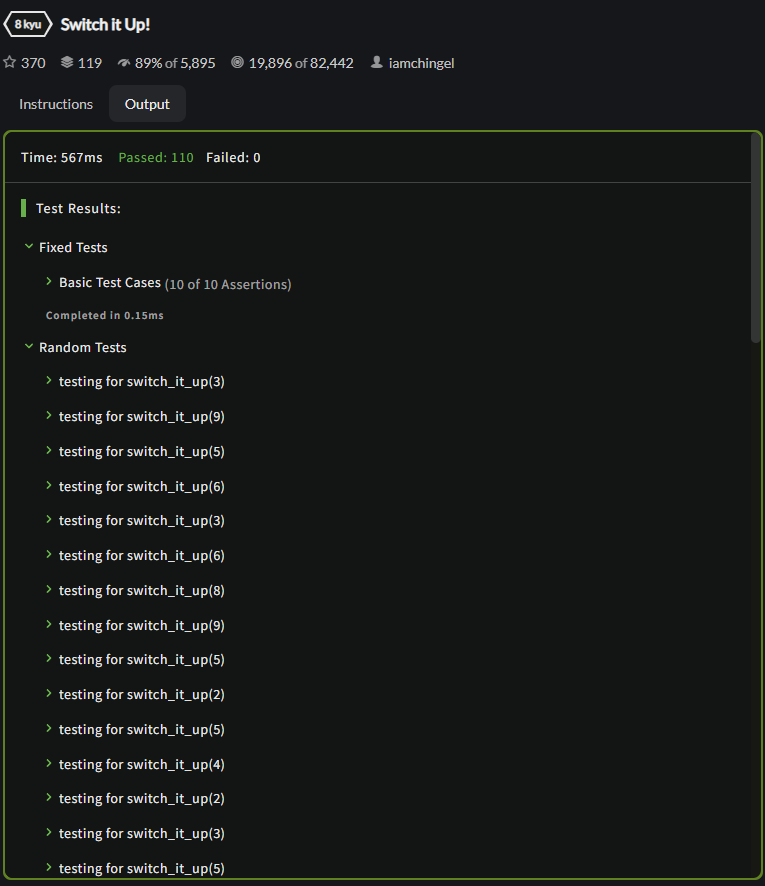 8 kyu Switch it Up!
370 119 89% of 5,895 19,896 of 82,442 iamchingel
Instructions Output
Time: 567ms Passed: 110 Failed: 0
Test Results:
Fixed Tests
Basic Test Cases (10 of 10 Assertions)
Completed in 0.15ms
Random Tests
testing for switch_it_up(3)
testing for switch_it_up(9)
testing for switch_it_up(5)
testing for switch_it_up(6)
testing for switch_it_up(3)
testing for switch_it_up(6)
testing for switch_it_up(8)
testing for switch_it_up(9)
testing for switch_it_up(5)
testing for switch_it_up(2)
testing for switch_it_up(5)
testing for switch_it_up(4)
testing for switch_it_up(2)
testing for switch_it_up(3)
testing for switch_it_up(5)